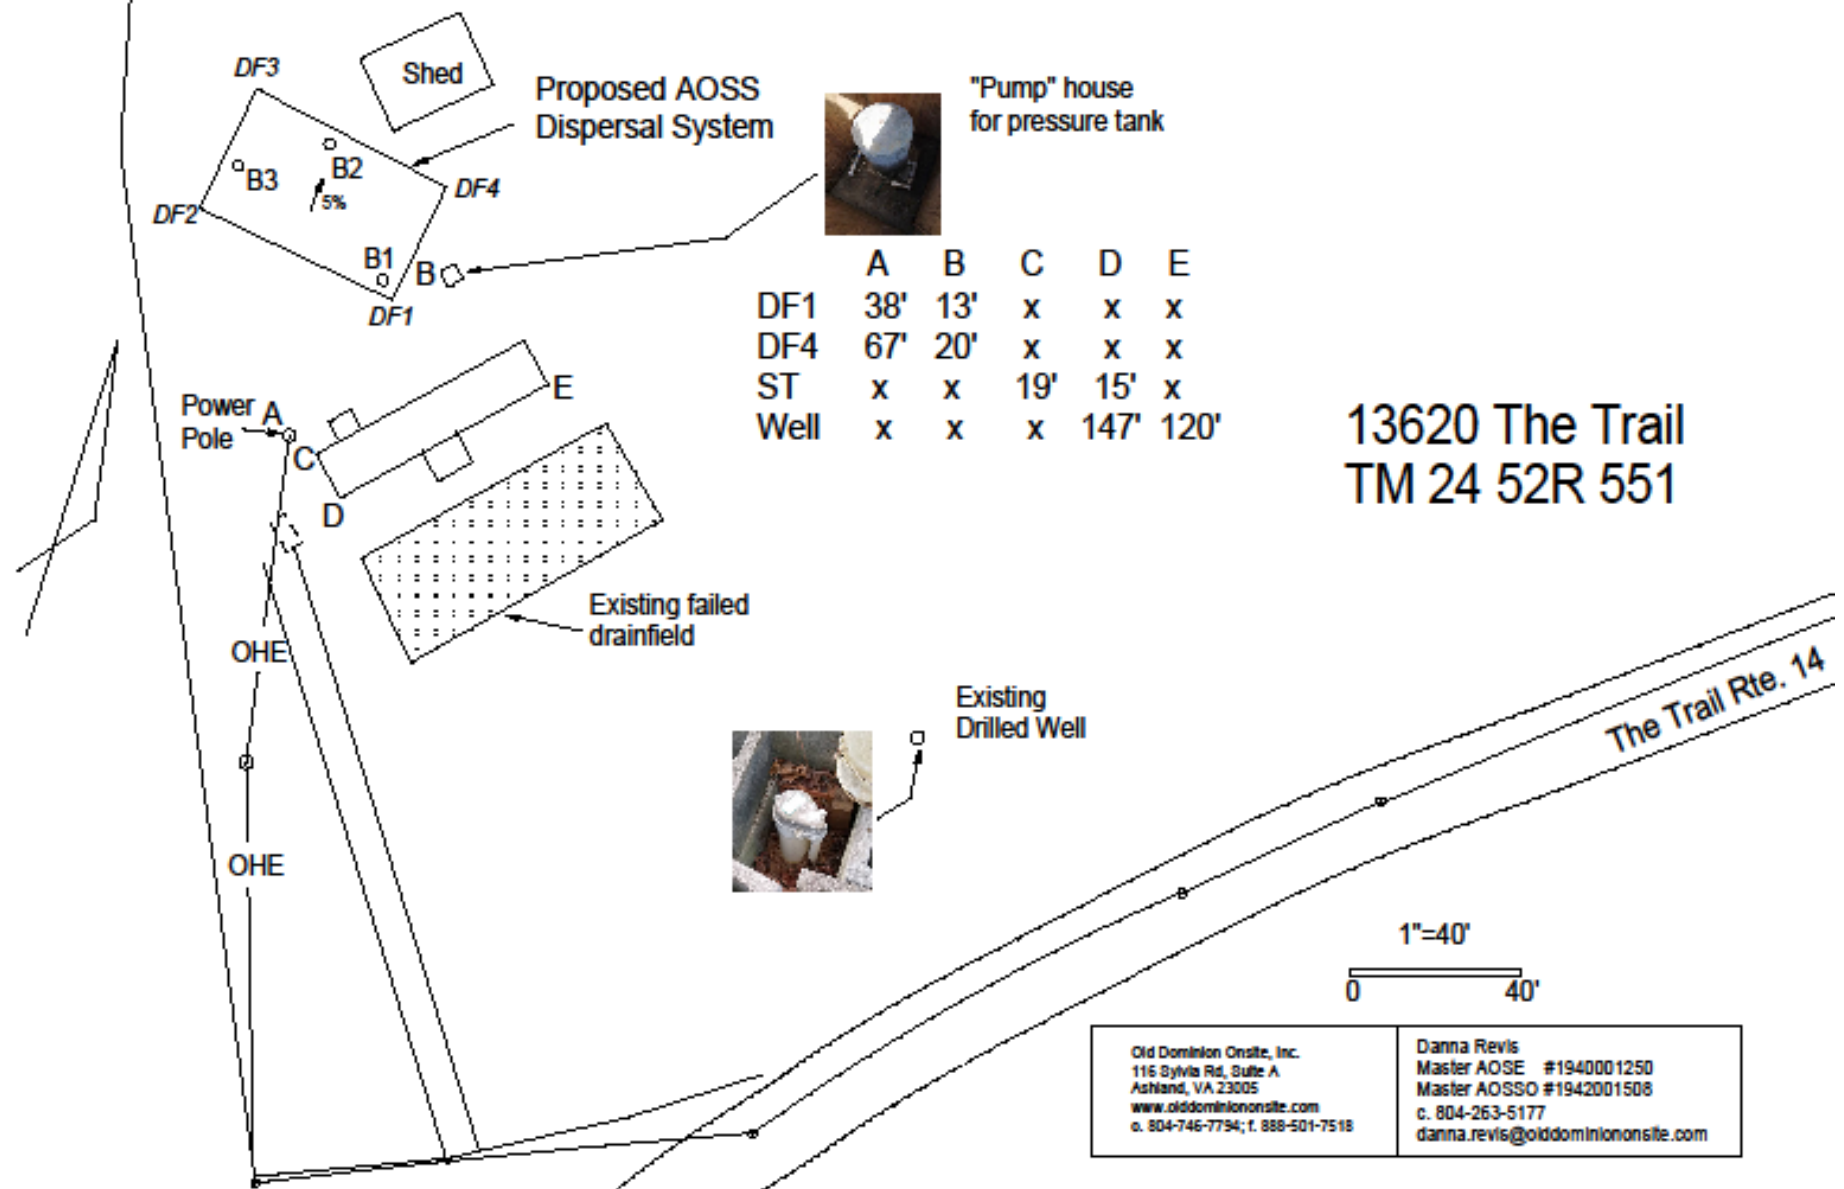 DF3
Shed
Proposed AOSS
Dispersal System
"Pump" house
for pressure tank
B2
B3
5%
DF4
DF2
B1
B
DF1
A B C D E
DF1 38' 13' x x x
DF4 67' 20' x x x
ST x x 19' 15' x
Well x x x 147' 120'
E
Power
Pole
A
C
D
13620 The Trail
TM 24 52R 551
Existing failed
drainfield
OHE
Existing
Drilled Well
The Trail Rte. 14
OHE
1"=40'
0 40'
Old Dominion Onsite, Inc.
116 Sylvia Rd, Suite A
Ashland, VA 23005
www.olddominiononsite.com
o. 804-746-7794; f. 888-501-7518
Danna Revis
Master AOSE #1940001250
Master AOSSO #1942001508
c. 804-263-5177
danna.revis@olddominiononsite.com